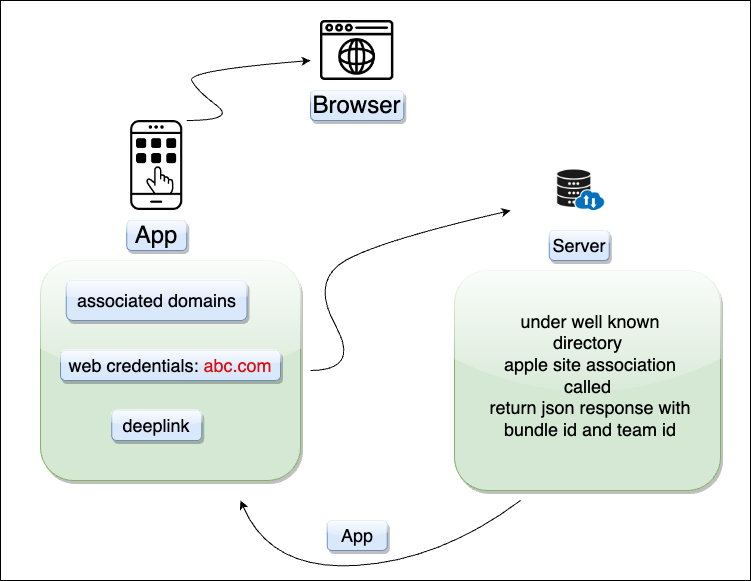 Browser
App
Server
associated domains
web credentials: abc.com
deeplink
under well known
directory
apple site association
called
return json response with
bundle id and team id
App